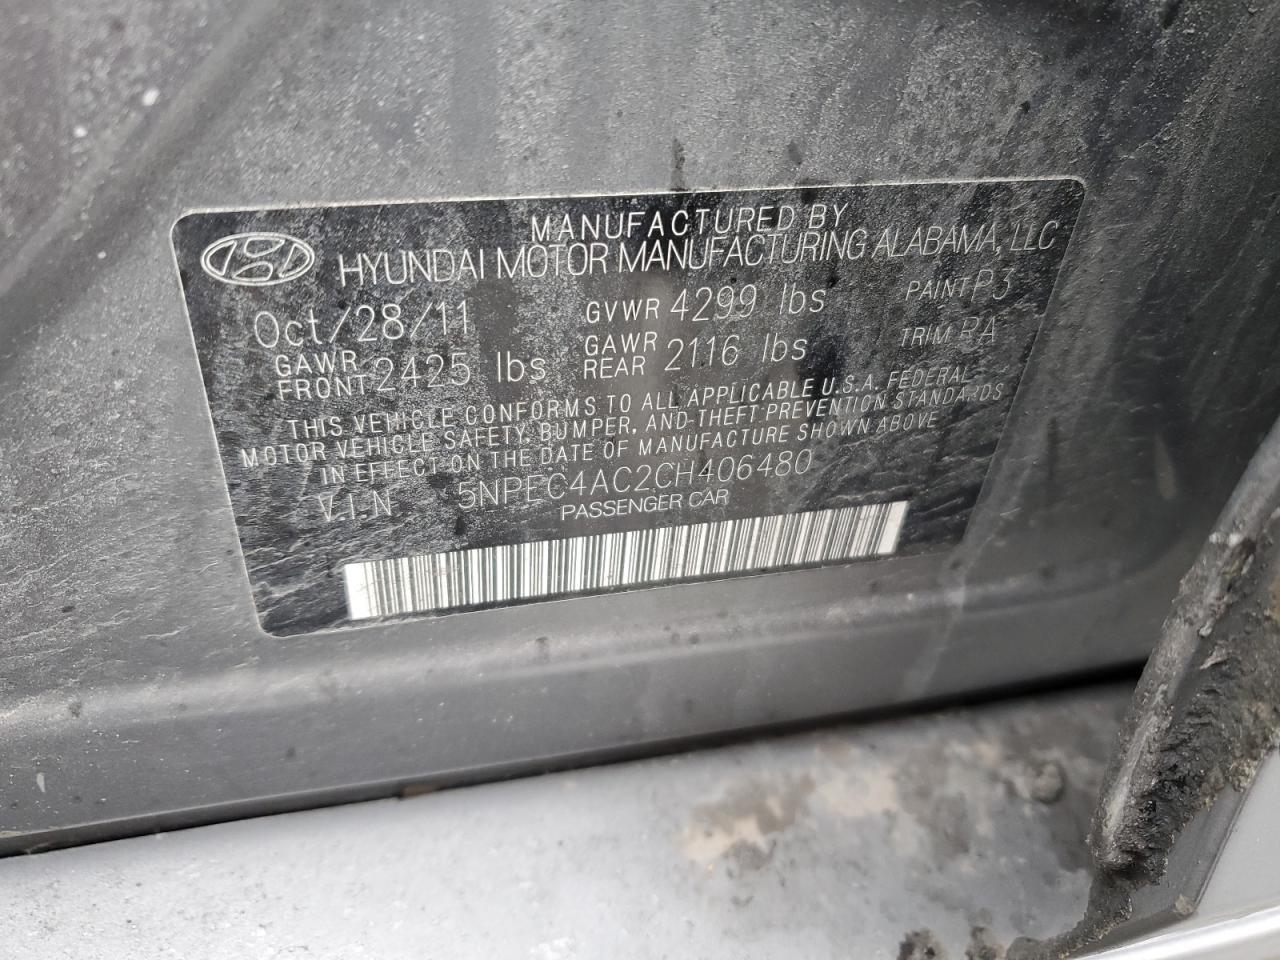 MANUFACTURED BY
HYUNDAI MOTOR MANUFACTURING ALABAMA, LLC
Oct/28/11 GVWR 4299 lbs PAINT P3
GAWR FRONT 2425 lbs GAWR REAR 2116 lbs TRIM RA
THIS VEHICLE CONFORMS TO ALL APPLICABLE U.S.A. FEDERAL
MOTOR VEHICLE SAFETY, BUMPER, AND THEFT PREVENTION STANDARDS
IN EFFECT ON THE DATE OF MANUFACTURE SHOWN ABOVE
V.I.N 5NPEC4AC2CH406480
PASSENGER CAR